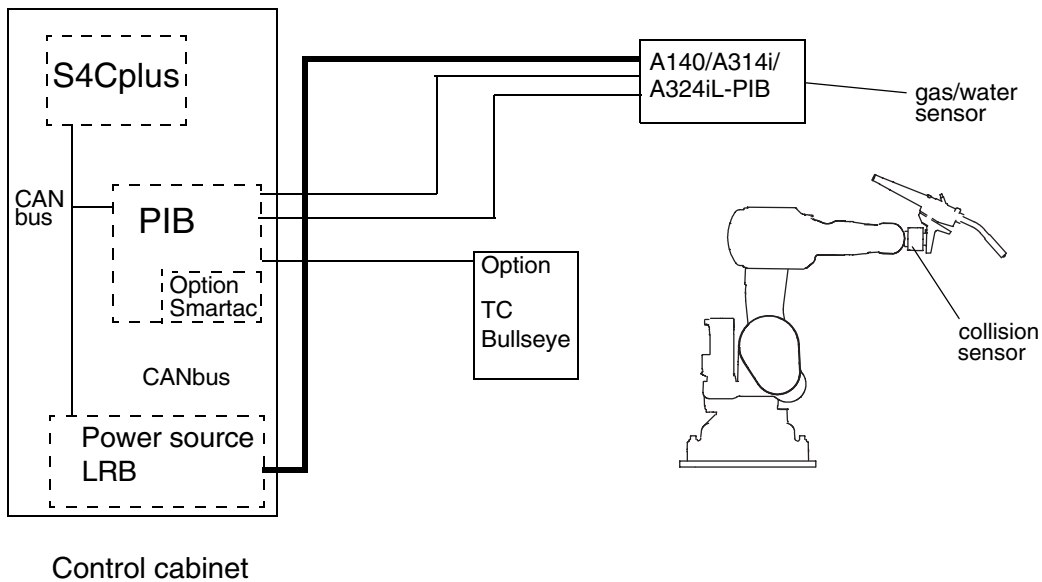 S4Cplus
CAN
bus
PIB
Option
Smartac
CANbus
Power source
LRB
Control cabinet
A140/A314i/
A324iL-PIB
gas/water
sensor
Option
TC
Bullseye
collision
sensor